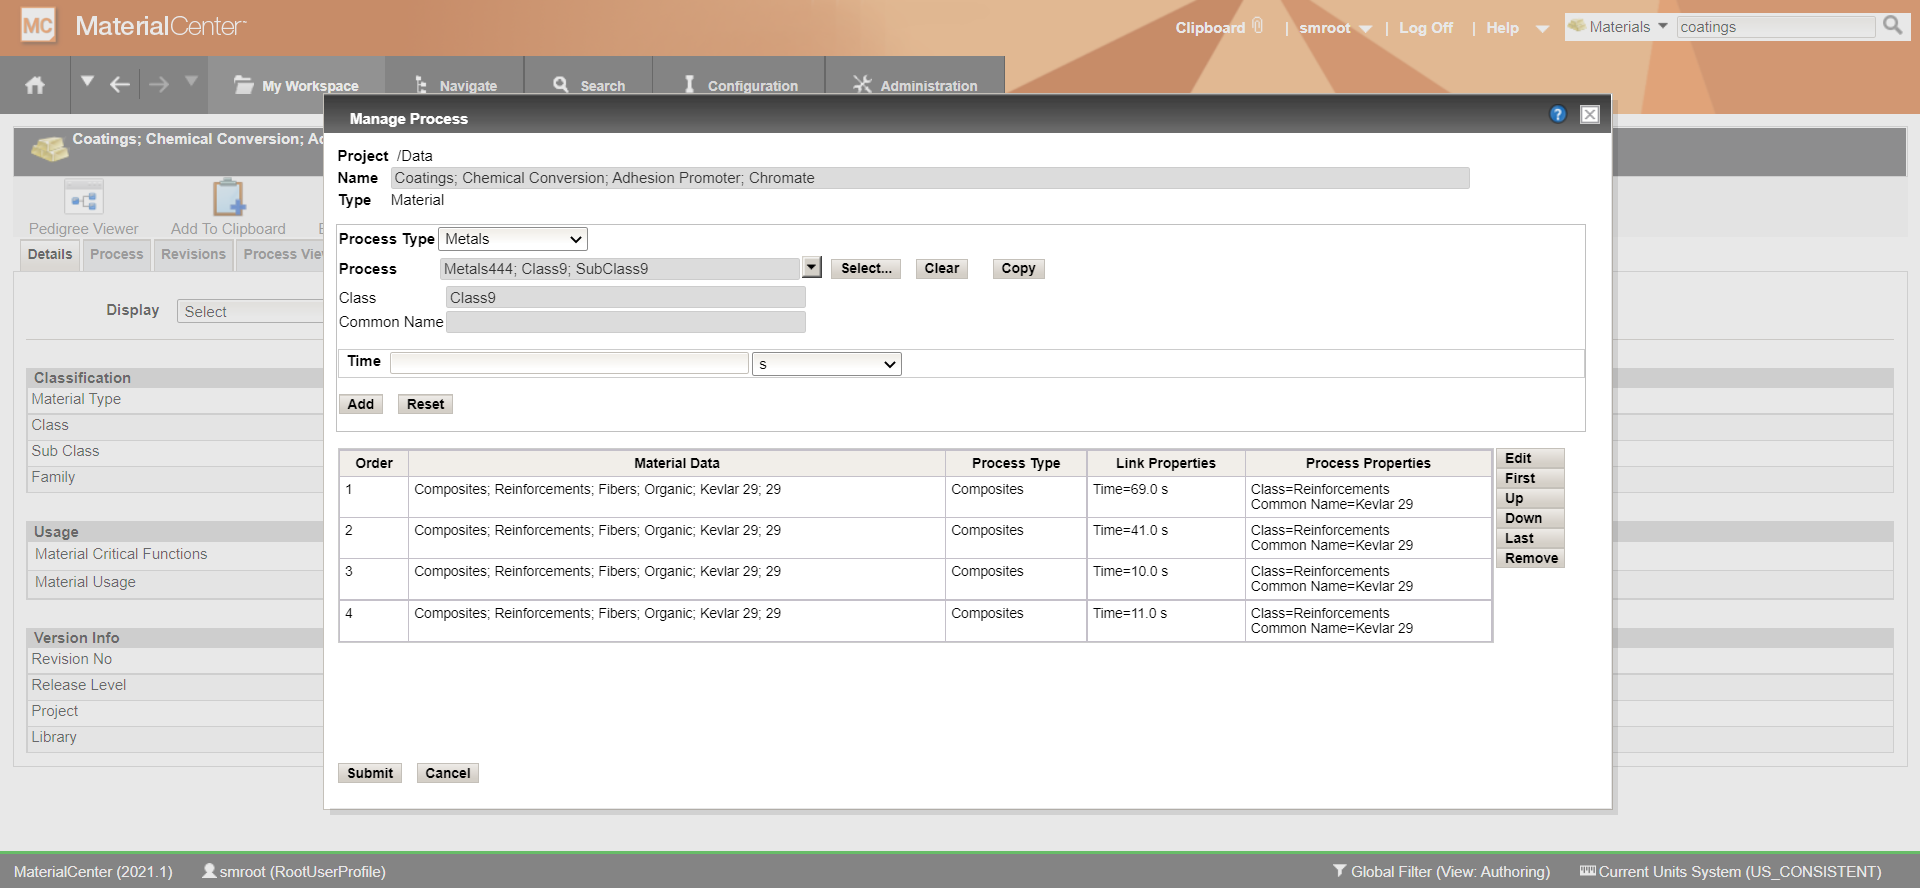 MC MaterialCenter
Clipboard | smroot | Log Off | Help Materials coatings
My Workspace Navigate Search Configuration Administration
Coatings; Chemical Conversion; Ad
Pedigree Viewer Add To Clipboard
Details Process Revisions Process Vie
Display Select
Classification
Material Type
Class
Sub Class
Family
Usage
Material Critical Functions
Material Usage
Version Info
Revision No
Release Level
Project
Library
Manage Process ?
Project /Data
Name Coatings; Chemical Conversion; Adhesion Promoter; Chromate
Type Material
Process Type Metals
Process Metals444; Class9; SubClass9 Select... Clear Copy
Class Class9
Common Name
Time s
Add Reset
Order Material Data Process Type Link Properties Process Properties
1 Composites; Reinforcements; Fibers; Organic; Kevlar 29; 29 Composites Time=69.0 s Class=Reinforcements
Common Name=Kevlar 29
2 Composites; Reinforcements; Fibers; Organic; Kevlar 29; 29 Composites Time=41.0 s Class=Reinforcements
Common Name=Kevlar 29
3 Composites; Reinforcements; Fibers; Organic; Kevlar 29; 29 Composites Time=10.0 s Class=Reinforcements
Common Name=Kevlar 29
4 Composites; Reinforcements; Fibers; Organic; Kevlar 29; 29 Composites Time=11.0 s Class=Reinforcements
Common Name=Kevlar 29
Edit
First
Up
Down
Last
Remove
Submit Cancel
MaterialCenter (2021.1) smroot (RootUserProfile) Global Filter (View: Authoring) Current Units System (US_CONSISTENT)